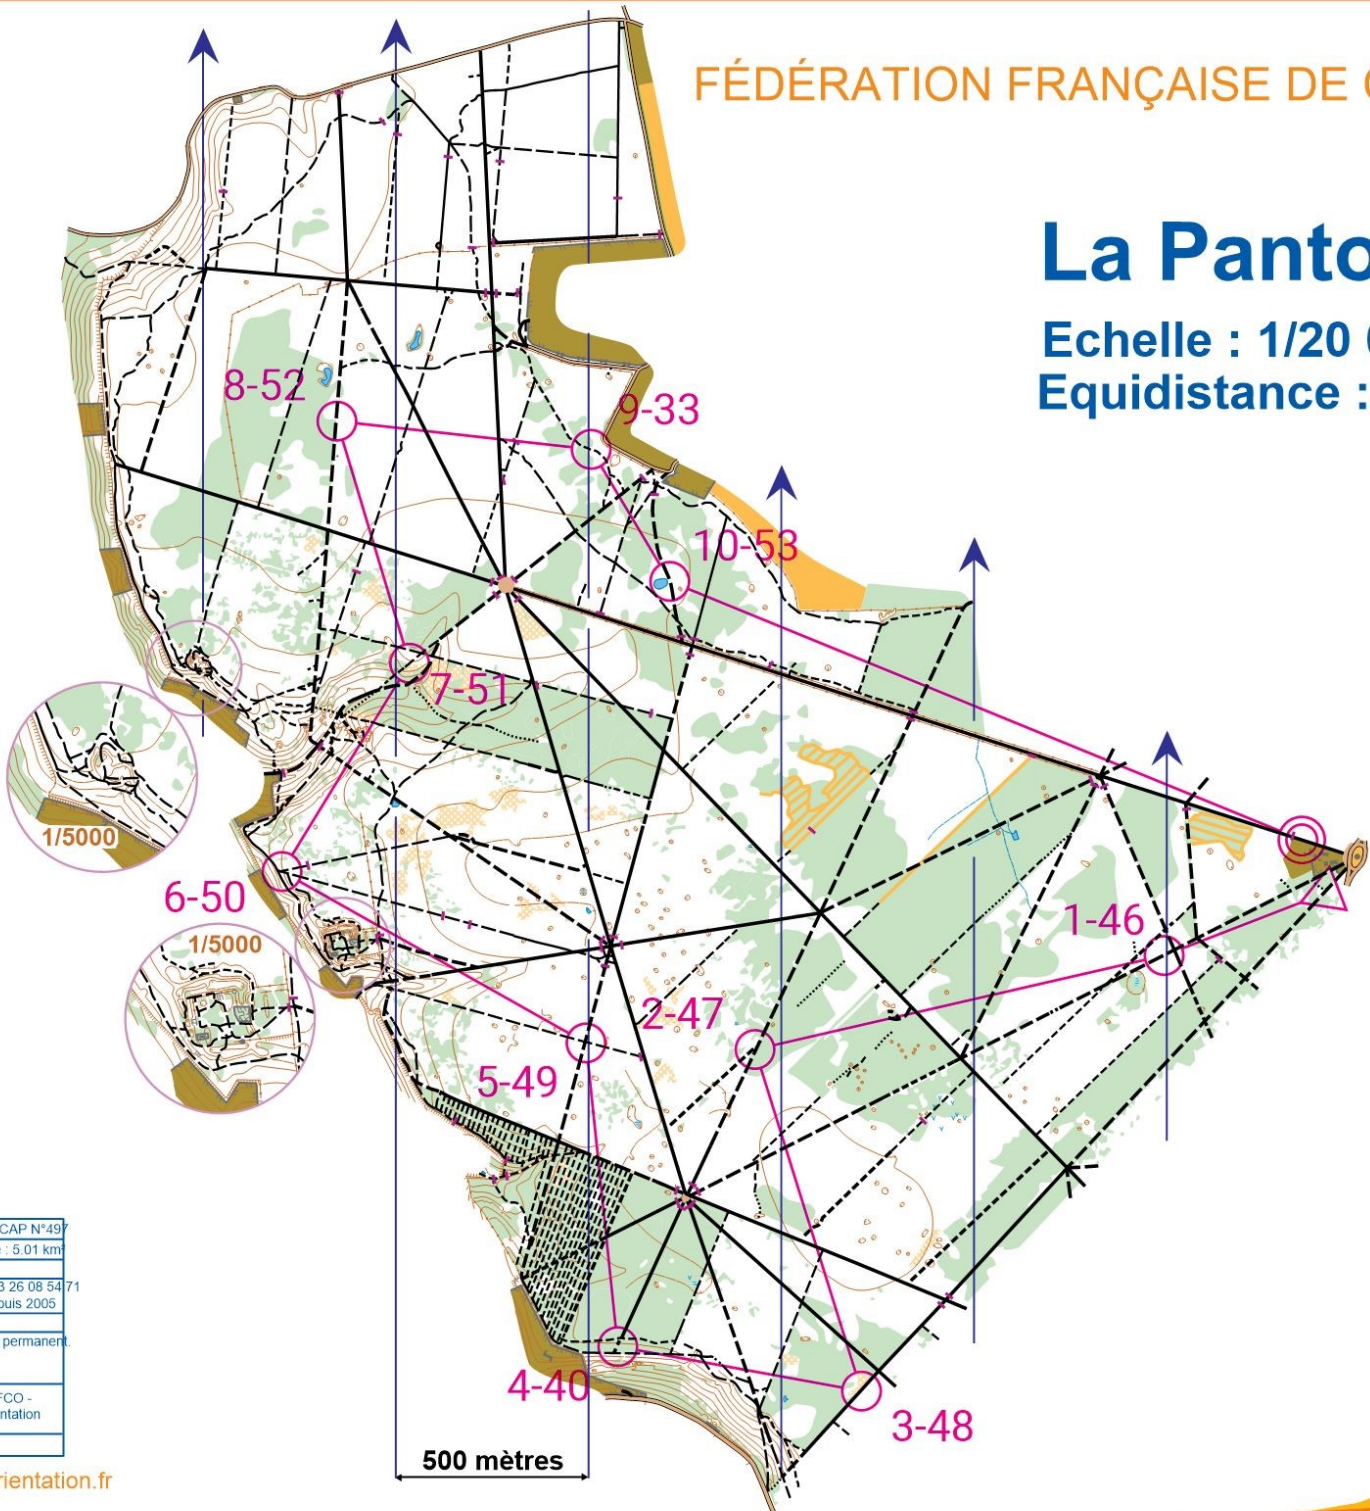 FÉDÉRATION FRANÇAISE DE
La Panto
Echelle : 1/20
Equidistance :
8-52
9-33
10-53
7-51
1/5000
6-50
1/5000
1-46
2-47
5-49
4-40
3-48
500 mètres
CAP N°497
: 5.01 km²
26 08 54 71
puis 2005
permanent.
FCO -
ntation
rientation.fr